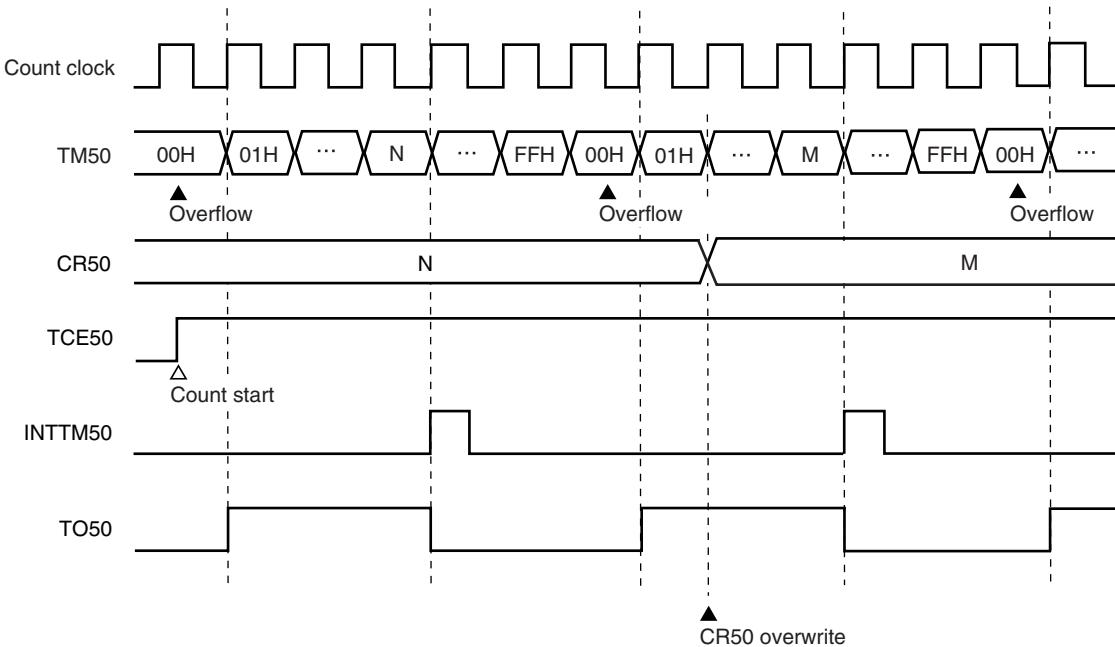 Count clock
TM50 00H 01H ... N ... FFH 00H 01H ... M ... FFH 00H ...
Overflow Overflow Overflow
CR50 N M
TCE50
Count start
INTTM50
TO50
CR50 overwrite